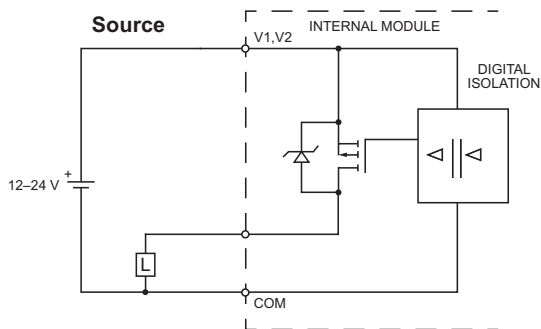 Source
INTERNAL MODULE
V1,V2
DIGITAL
ISOLATION
+
12–24 V
L
COM